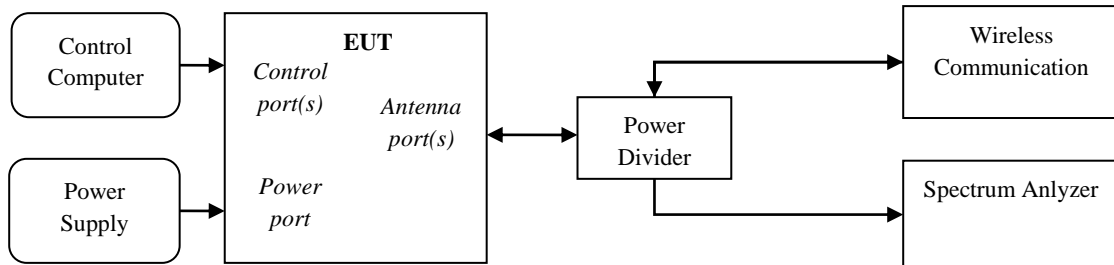 Control
Computer
Power
Supply
EUT
Control
port(s)
Antenna
port(s)
Power
port
Power
Divider
Wireless
Communication
Spectrum Anlyzer